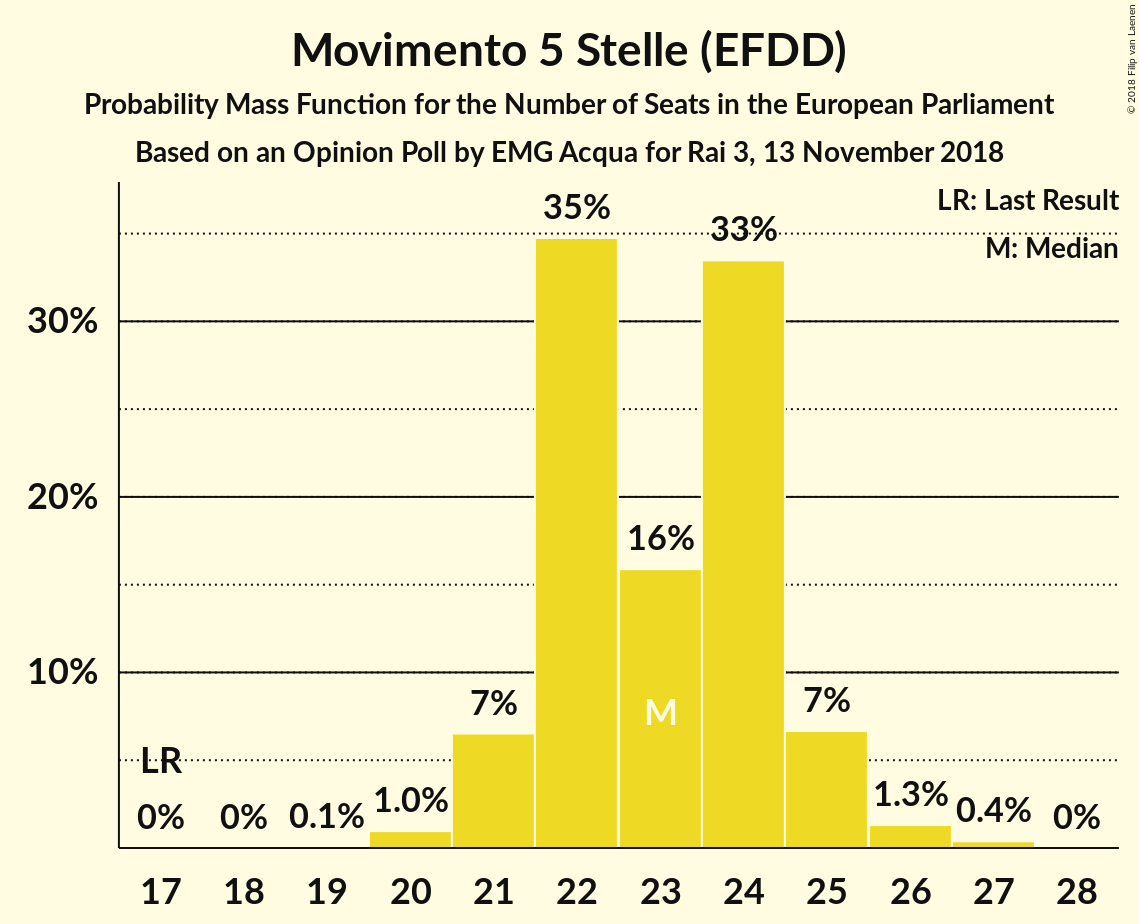 Movimento 5 Stelle (EFDD)
Probability Mass Function for the Number of Seats in the European Parliament
Based on an Opinion Poll by EMG Acqua for Rai 3, 13 November 2018
© 2018 Filip van Laenen
LR: Last Result
M: Median
35%
33%
30%
20%
16%
10%
7%
7%
M
LR
0%
0%
0.1%
1.0%
1.3%
0.4%
0%
17 18 19 20 21 22 23 24 25 26 27 28